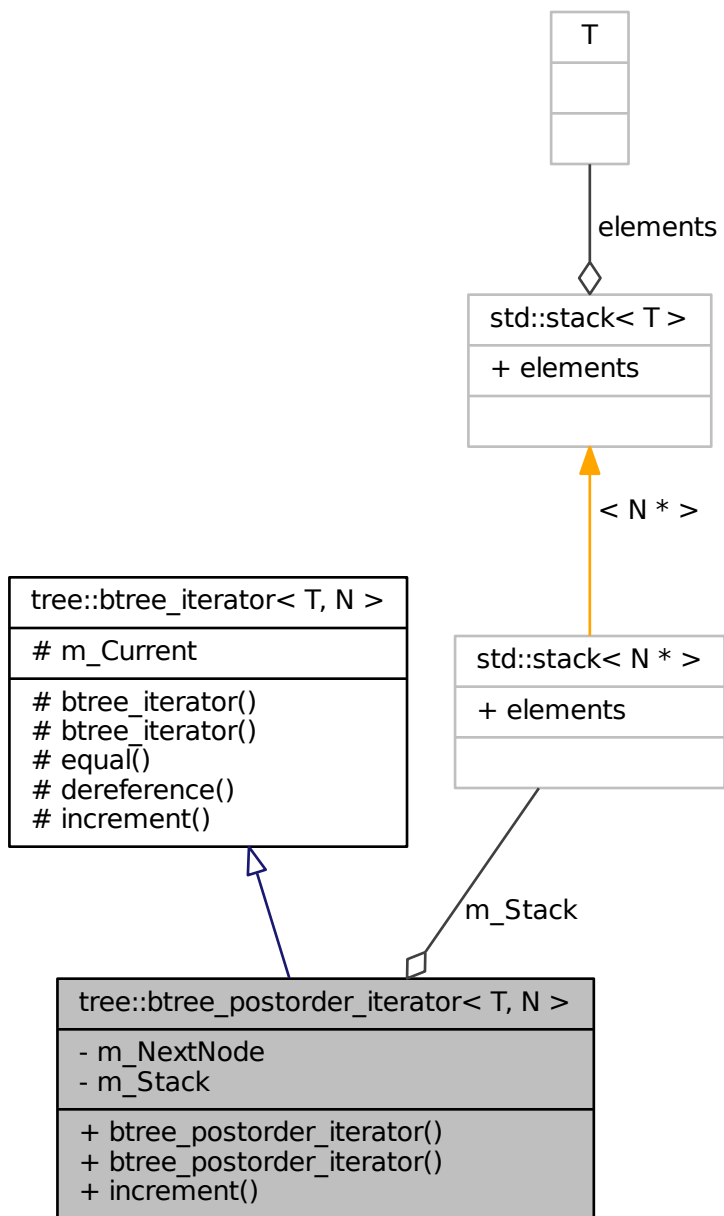 T
elements
std::stack< T >
+ elements
< N * >
tree::btree_iterator< T, N >
# m_Current
# btree_iterator()
# btree_iterator()
# equal()
# dereference()
# increment()
std::stack< N * >
+ elements
m_Stack
tree::btree_postorder_iterator< T, N >
- m_NextNode
- m_Stack
+ btree_postorder_iterator()
+ btree_postorder_iterator()
+ increment()